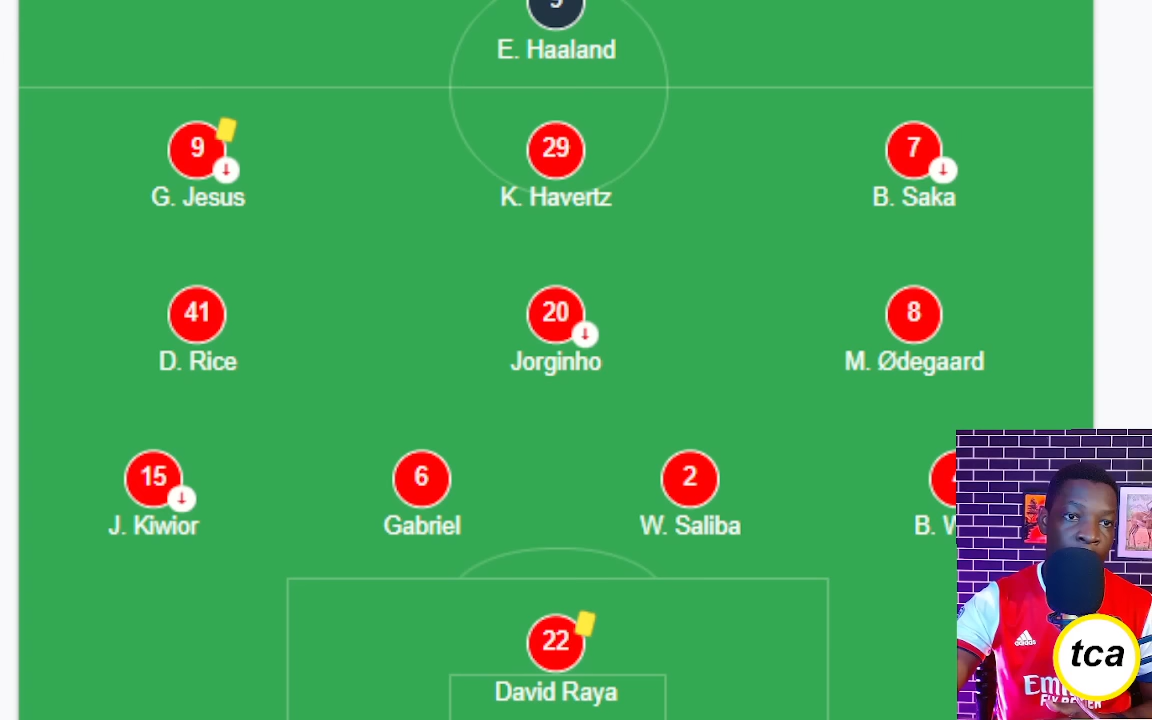 E. Haaland
9 29 7
G. Jesus K. Havertz B. Saka
41 20 8
D. Rice Jorginho M. Ødegaard
15 6 2
J. Kiwior Gabriel W. Saliba B.
22
David Raya
adidas
tca